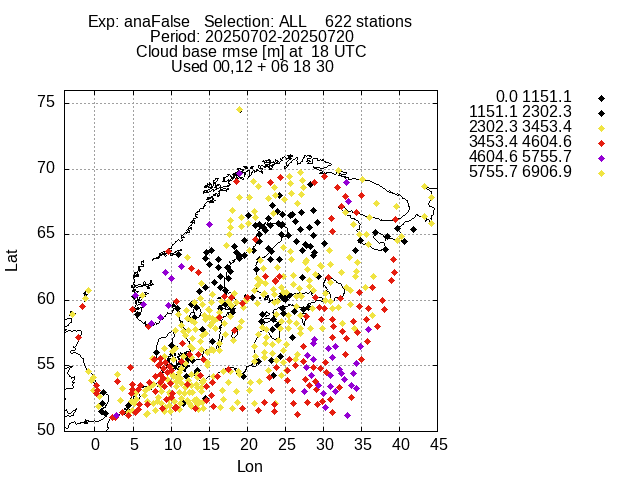 Exp: anaFalse   Selection: ALL    622 stations
Period: 20250702-20250720
Cloud base rmse [m] at  18 UTC
Used 00,12 + 06 18 30
0.0 1151.1
1151.1 2302.3
2302.3 3453.4
3453.4 4604.6
4604.6 5755.7
5755.7 6906.9
75
70
65
60
55
50
Lat
0 5 10 15 20 25 30 35 40 45
Lon